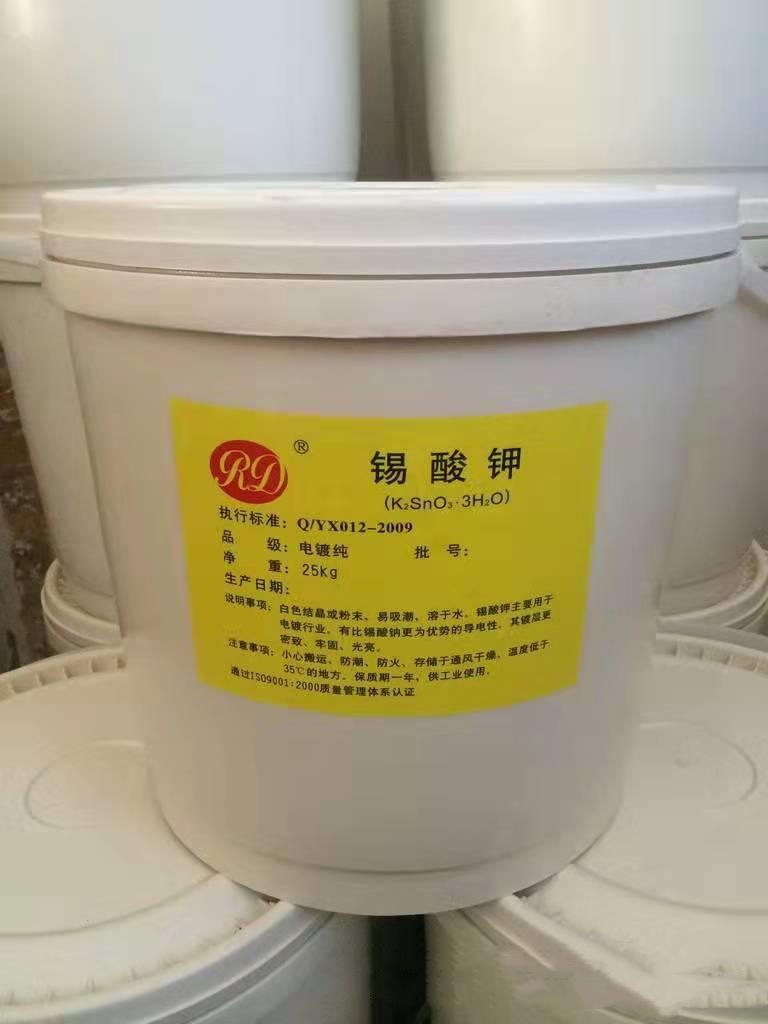 RD®
锡酸钾
(K₂SnO₃·3H₂O)
执行标准: Q/YX012-2009
品 级: 电镀纯 批 号:
净 重: 25Kg
生产日期:
说明事项: 白色结晶或粉末，易吸潮，溶于水。锡酸钾主要用于
电镀行业。有比锡酸钠更为优势的导电性。其镀层更
密致、牢固、光亮。
注意事项: 小心搬运、防潮、防火、存储于通风干燥、温度低于
35℃的地方。保质期一年，供工业使用.
通过ISO9001:2000质量管理体系认证